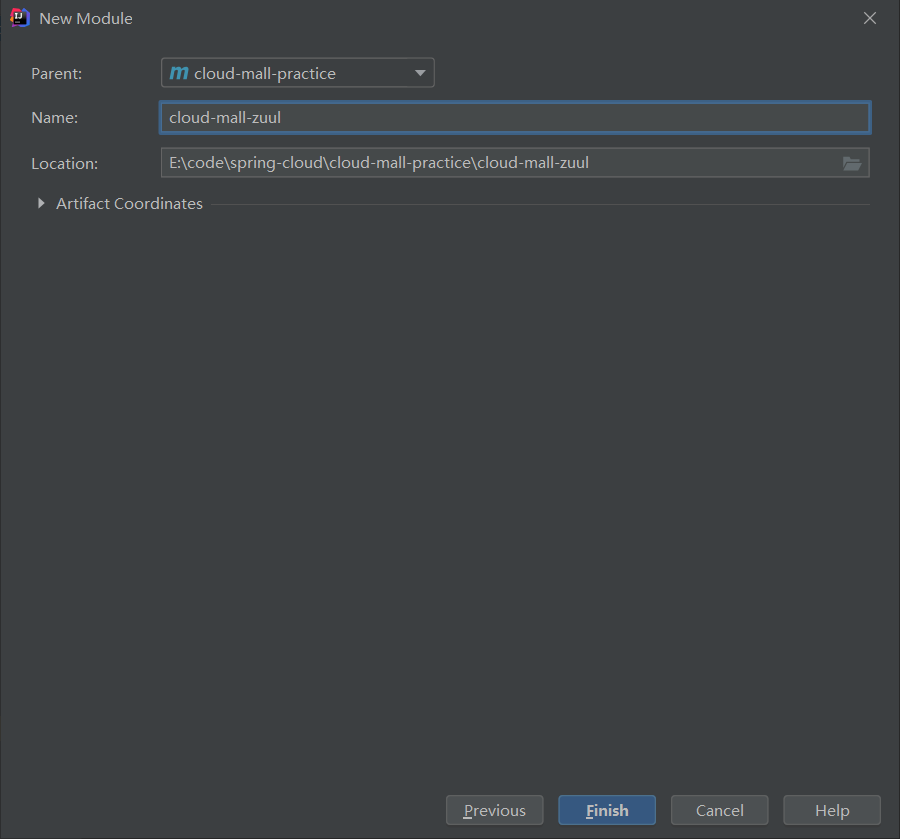 New Module
Parent:
m cloud-mall-practice
Name:
cloud-mall-zuul
Location:
E:\code\spring-cloud\cloud-mall-practice\cloud-mall-zuul
Artifact Coordinates
Previous
Finish
Cancel
Help